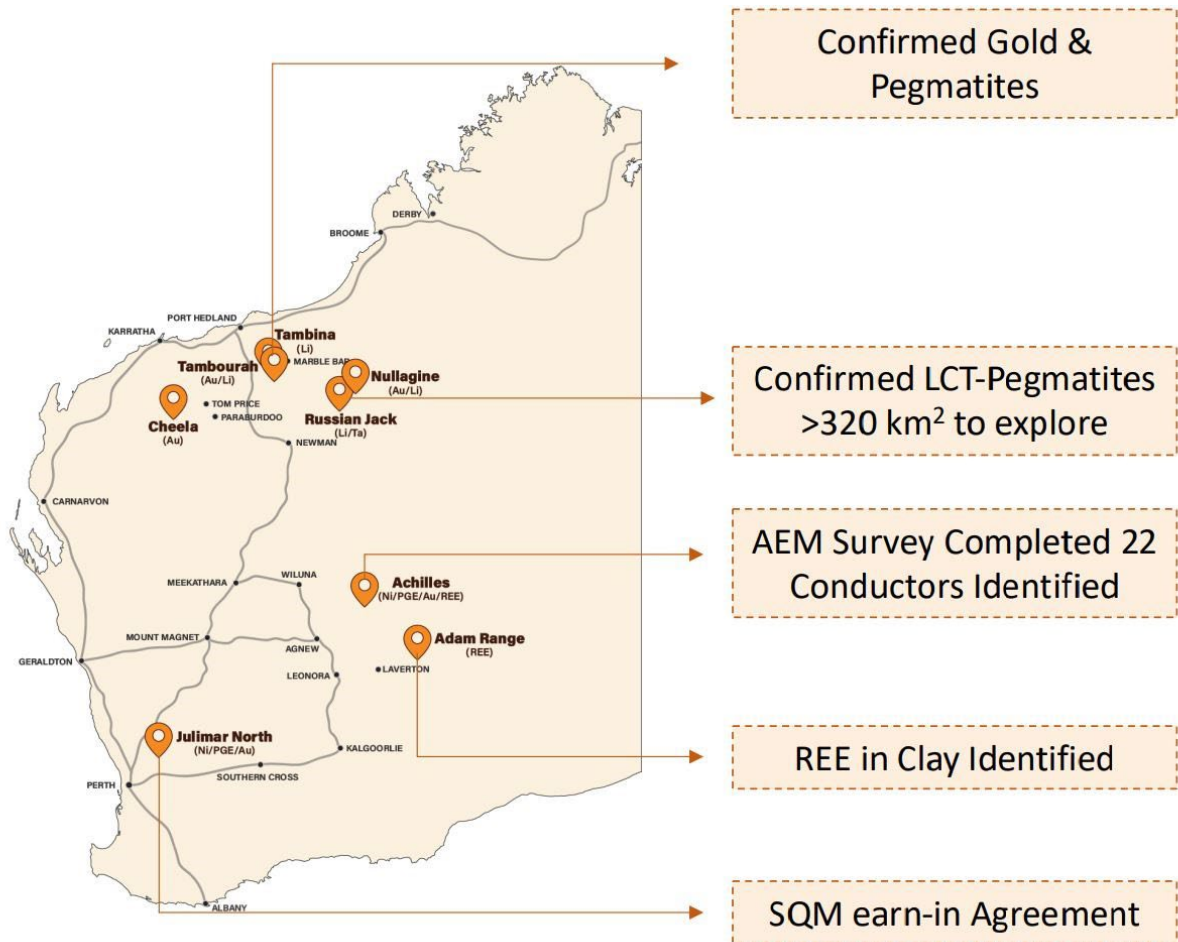 Confirmed Gold &
Pegmatites
DERBY
BROOME
PORT HEDLAND
KARRATHA
Tambina
(Li)
MARBLE BAR
Tambourah
(Au/Li)
Nullagine
(Au/Li)
TOM PRICE
PARABURDOO
Cheela
(Au)
Russian Jack
(Li/Ta)
NEWMAN
Confirmed LCT-Pegmatites
>320 km² to explore
CARNARVON
AEM Survey Completed 22
Conductors Identified
MEEKATHARA
WILUNA
Achilles
(Ni/PGE/Au/REE)
MOUNT MAGNET
AGNEW
Adam Range
(REE)
GERALDTON
LEONORA
LAVERTON
Julimar North
(Ni/PGE/Au)
KALGOORLIE
SOUTHERN CROSS
PERTH
REE in Clay Identified
ALBANY
SQM earn-in Agreement